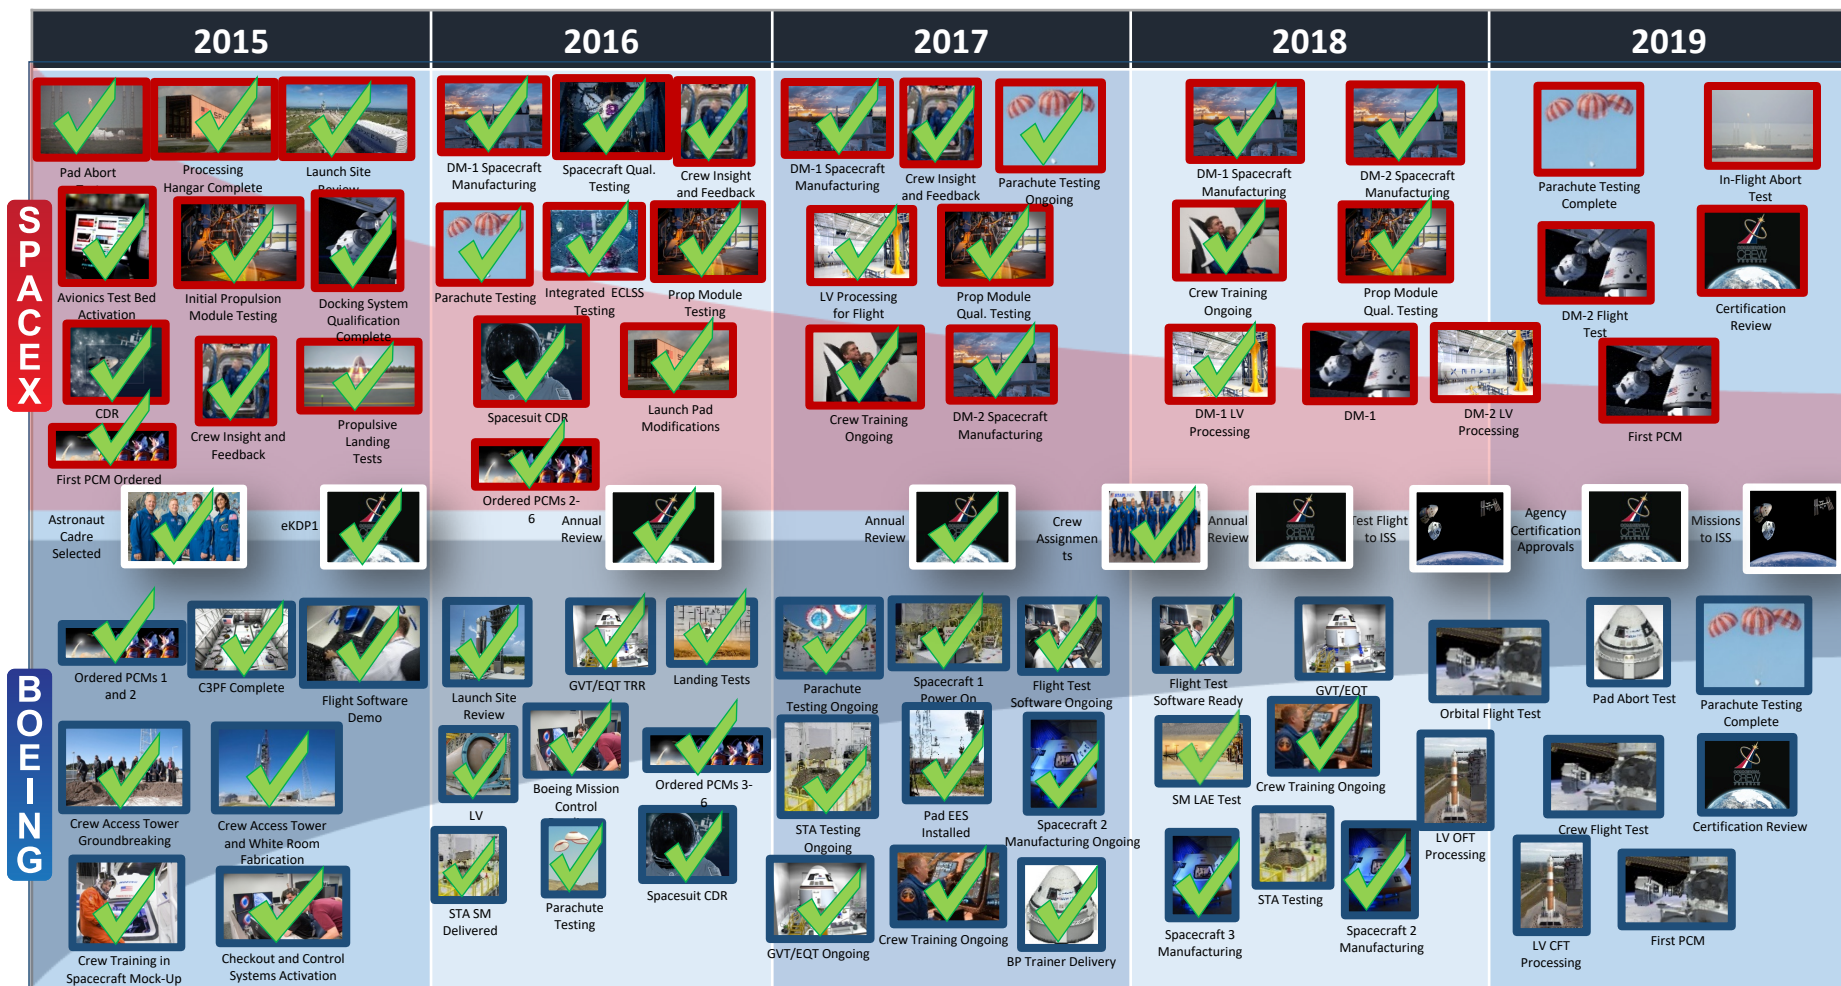 2015
2016
2017
2018
2019
SPACEX
Pad Abort
Processing
Hangar Complete
Launch Site
Review
Avionics Test Bed
Activation
Initial Propulsion
Module Testing
Docking System
Qualification
Complete
CDR
Crew Insight and
Feedback
Propulsive
Landing
Tests
First PCM Ordered
DM-1 Spacecraft
Manufacturing
Spacecraft Qual.
Testing
Crew Insight
and Feedback
Parachute Testing
Integrated ECLSS
Testing
Prop Module
Testing
Spacesuit CDR
Launch Pad
Modifications
Ordered PCMs 2-
6
DM-1 Spacecraft
Manufacturing
Crew Insight
and Feedback
Parachute Testing
Ongoing
LV Processing
for Flight
Prop Module
Qual. Testing
Crew Training
Ongoing
DM-2 Spacecraft
Manufacturing
DM-1 Spacecraft
Manufacturing
DM-2 Spacecraft
Manufacturing
Crew Training
Ongoing
Prop Module
Qual. Testing
DM-1 LV
Processing
DM-1
DM-2 LV
Processing
Parachute Testing
Complete
In-Flight Abort
Test
DM-2 Flight
Test
Certification
Review
First PCM
Astronaut
Cadre
Selected
eKDP1
Annual
Review
Annual
Review
Crew
Assignme
nts
Annual
Review
Test Flight
to ISS
Agency
Certification
Approvals
Missions
to ISS
BOEING
Ordered PCMs 1
and 2
C3PF Complete
Flight Software
Demo
Crew Access Tower
Groundbreaking
Crew Access Tower
and White Room
Fabrication
Crew Training in
Spacecraft Mock-Up
Checkout and Control
Systems Activation
Launch Site
Review
GVT/EQT TRR
Landing Tests
LV
Boeing Mission
Control
Ordered PCMs 3-
6
STA SM
Delivered
Parachute
Testing
Spacesuit CDR
Parachute
Testing Ongoing
Spacecraft 1
Power On
Flight Test
Software Ongoing
STA Testing
Ongoing
Pad EES
Installed
Spacecraft 2
Manufacturing Ongoing
GVT/EQT Ongoing
Crew Training Ongoing
BP Trainer Delivery
Flight Test
Software Ready
GVT/EQT
Orbital Flight Test
SM LAE Test
Crew Training Ongoing
LV OFT
Processing
Spacecraft 3
Manufacturing
STA Testing
Spacecraft 2
Manufacturing
Pad Abort Test
Parachute Testing
Complete
Crew Flight Test
Certification Review
LV CFT
Processing
First PCM